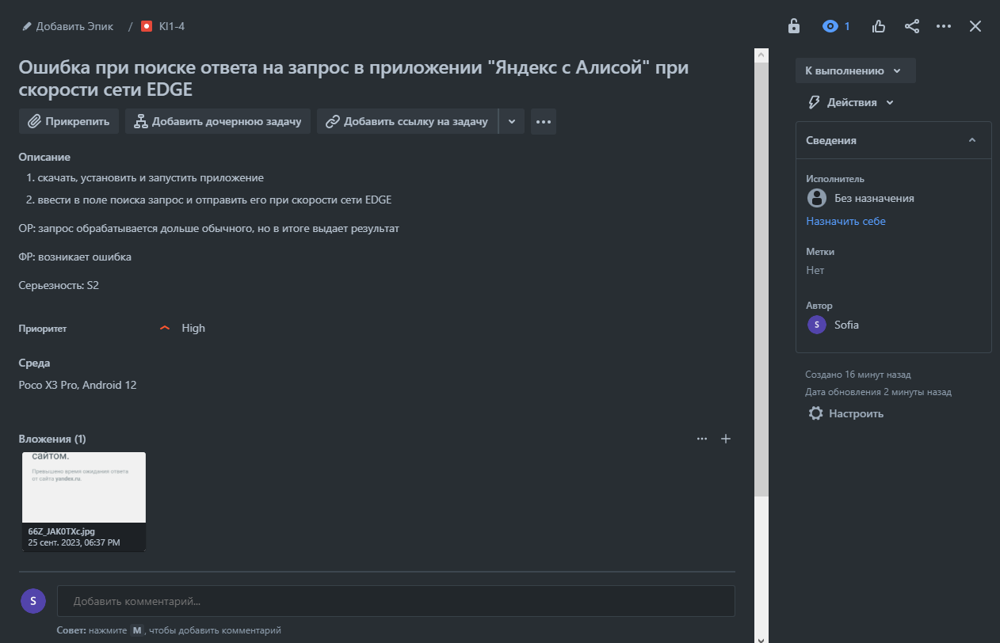 Добавить Эпик / KI1-4
1
Ошибка при поиске ответа на запрос в приложении "Яндекс с Алисой" при
скорости сети EDGE
Прикрепить
Добавить дочернюю задачу
Добавить ссылку на задачу
Описание
1. скачать, установить и запустить приложение
2. ввести в поле поиска запрос и отправить его при скорости сети EDGE
ОР: запрос обрабатывается дольше обычного, но в итоге выдает результат
ФР: возникает ошибка
Серьезность: S2
Приоритет
High
Среда
Poco X3 Pro, Android 12
Вложения (1)
сайтом.
Превышено время ожидания ответа
от сайта yandex.ru.
66Z_JAK0TXc.jpg
25 сент. 2023, 06:37 PM
S
Добавить комментарий...
Совет: нажмите M, чтобы добавить комментарий
К выполнению
Действия
Сведения
Исполнитель
Без назначения
Назначить себе
Метки
Нет
Автор
S
Sofia
Создано 16 минут назад
Дата обновления 2 минуты назад
Настроить